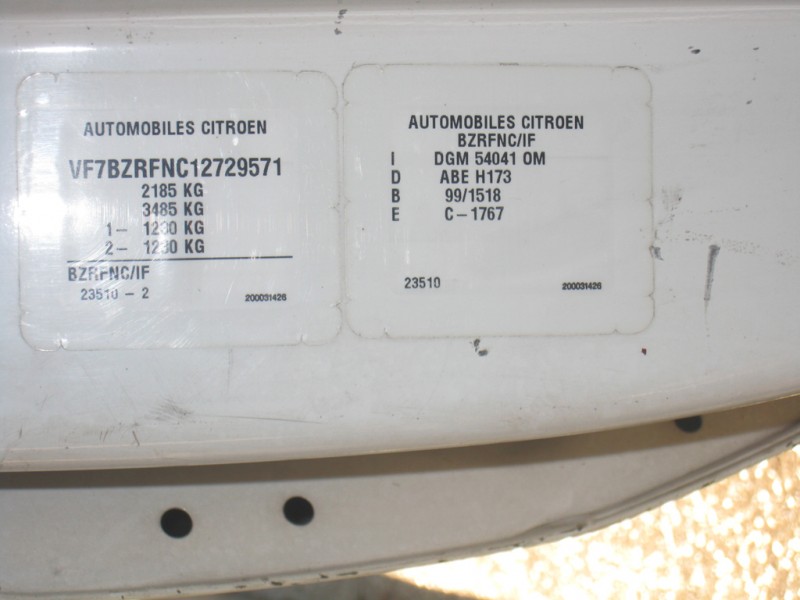 AUTOMOBILES CITROEN
VF7BZRFNC12729571
2185 KG
3485 KG
1- 1230 KG
2- 1230 KG
BZRFNC/IF
23510 - 2
200031426
AUTOMOBILES CITROEN
BZRFNC/IF
I DGM 54041 OM
D ABE H173
B 99/1518
E C-1767
23510
200031426